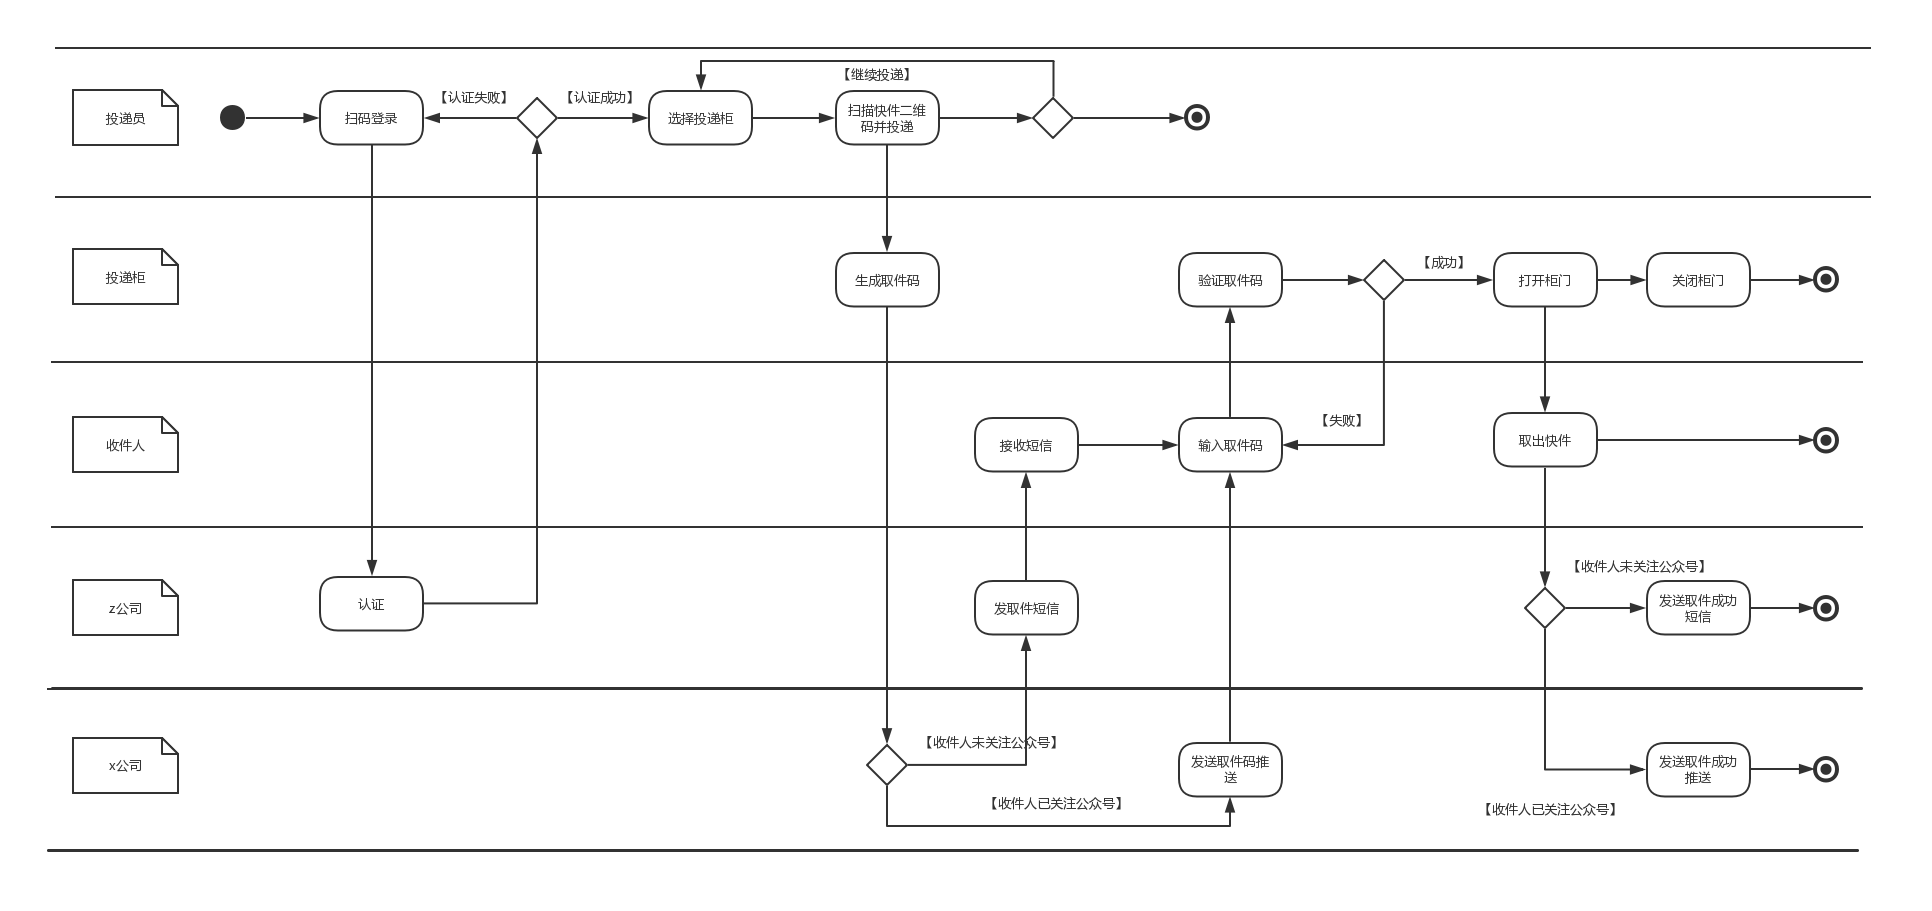 【继续投递】
投递员
扫码登录
【认证失败】
【认证成功】
选择投递柜
扫描快件二维
码并投递
投递柜
生成取件码
验证取件码
【成功】
打开柜门
关闭柜门
收件人
接收短信
输入取件码
【失败】
取出快件
z公司
认证
发取件短信
【收件人未关注公众号】
发送取件成功
短信
x公司
【收件人未关注公众号】
【收件人已关注公众号】
发送取件码推
送
发送取件成功
推送
【收件人已关注公众号】